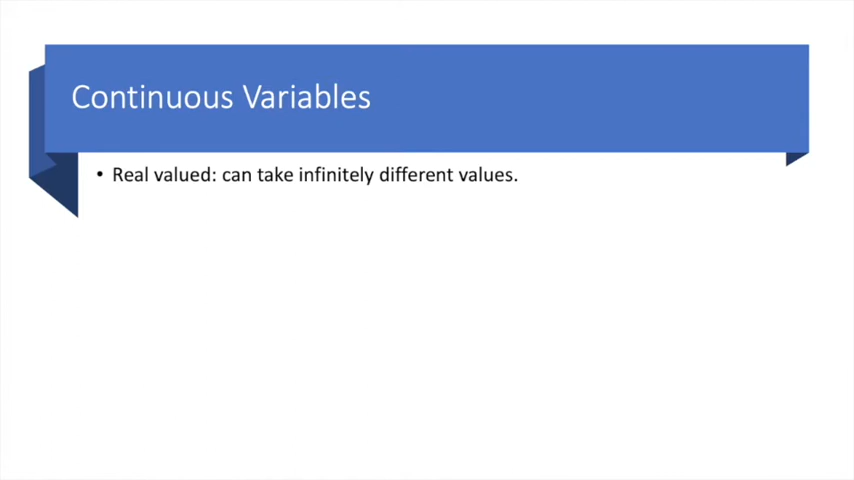 Continuous Variables
• Real valued: can take infinitely different values.